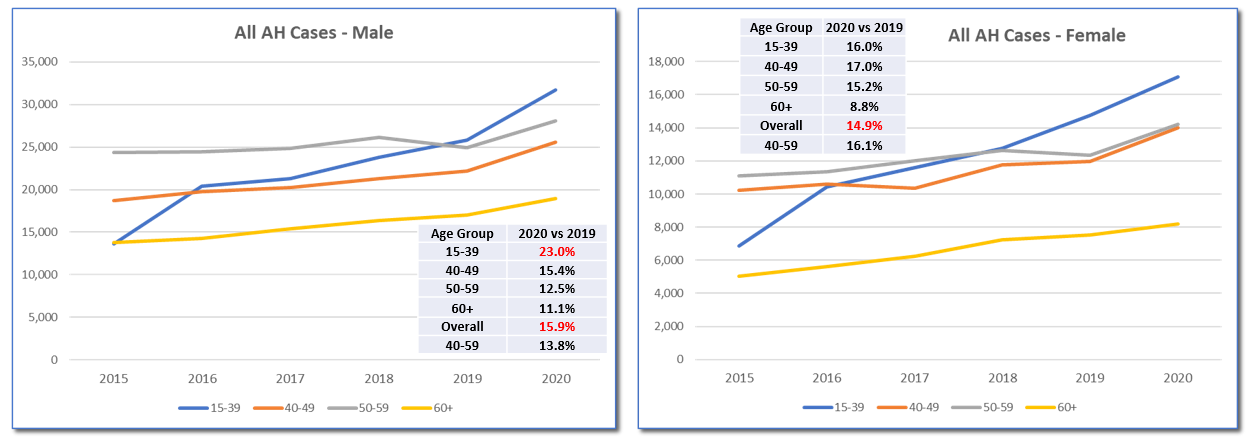 All AH Cases - Male
35,000
30,000
25,000
20,000
15,000
10,000
5,000
0
2015 2016 2017 2018 2019 2020
Age Group 2020 vs 2019
15-39 23.0%
40-49 15.4%
50-59 12.5%
60+ 11.1%
Overall 15.9%
40-59 13.8%
15-39 40-49 50-59 60+
All AH Cases - Female
Age Group 2020 vs 2019
15-39 16.0%
40-49 17.0%
50-59 15.2%
60+ 8.8%
Overall 14.9%
40-59 16.1%
18,000
16,000
14,000
12,000
10,000
8,000
6,000
4,000
2,000
0
2015 2016 2017 2018 2019 2020
15-39 40-49 50-59 60+